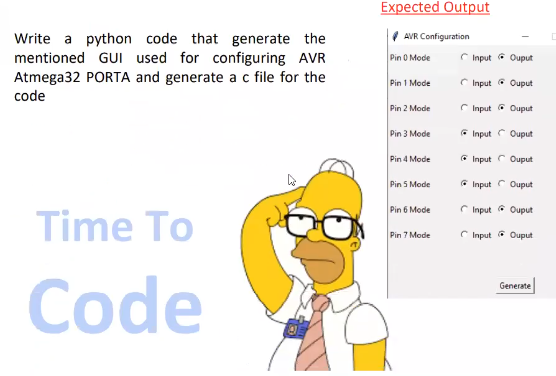 Expected Output
Write a python code that generate the
mentioned GUI used for configuring AVR
Atmega32 PORTA and generate a c file for the
code
AVR Configuration
Pin 0 Mode Input Ouput
Pin 1 Mode Input Ouput
Pin 2 Mode Input Ouput
Pin 3 Mode Input Ouput
Pin 4 Mode Input Ouput
Pin 5 Mode Input Ouput
Pin 6 Mode Input Ouput
Pin 7 Mode Input Ouput
Generate
Time To
Code